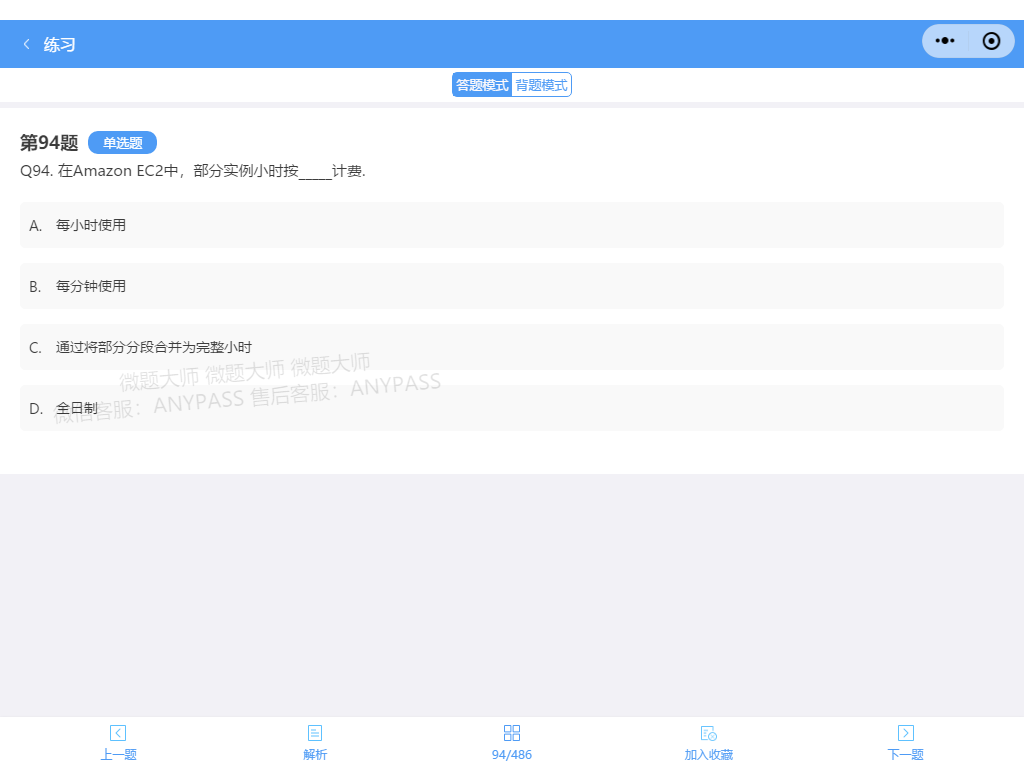 练习
答题模式 背题模式
第94题 单选题
Q94. 在Amazon EC2中，部分实例小时按_____计费.
A. 每小时使用
B. 每分钟使用
C. 通过将部分分段合并为完整小时
微题大师 微题大师 微题大师
D. 全日制
微信客服：ANYPASS 售后客服：ANYPASS
上一题 解析 94/486 加入收藏 下一题